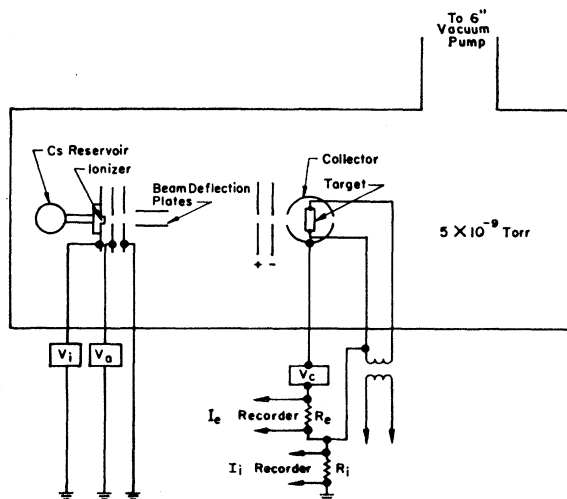 To 6"
Vacuum
Pump
Cs Reservoir
Ionizer
Beam Deflection
Plates
Collector
Target
5 × 10⁻⁹ Torr
+ -
Vi
Va
Vc
Ie Recorder Re
Ii Recorder Ri